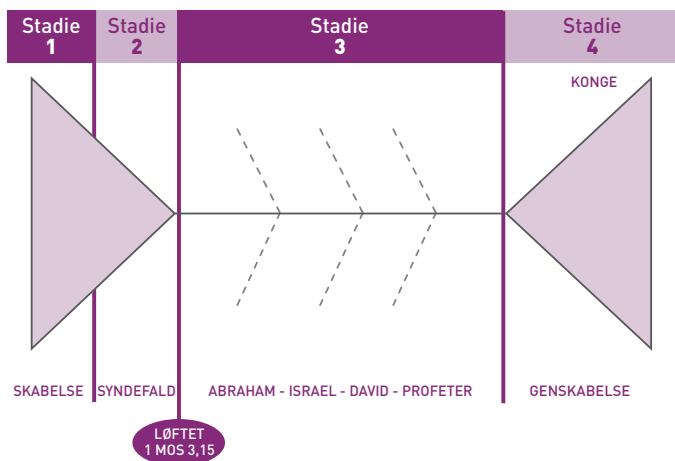 Stadie
1
Stadie
2
Stadie
3
Stadie
4
KONGE
SKABELSE
SYNDEFALD
ABRAHAM - ISRAEL - DAVID - PROFETER
GENSKABELSE
LØFTET
1 MOS 3,15